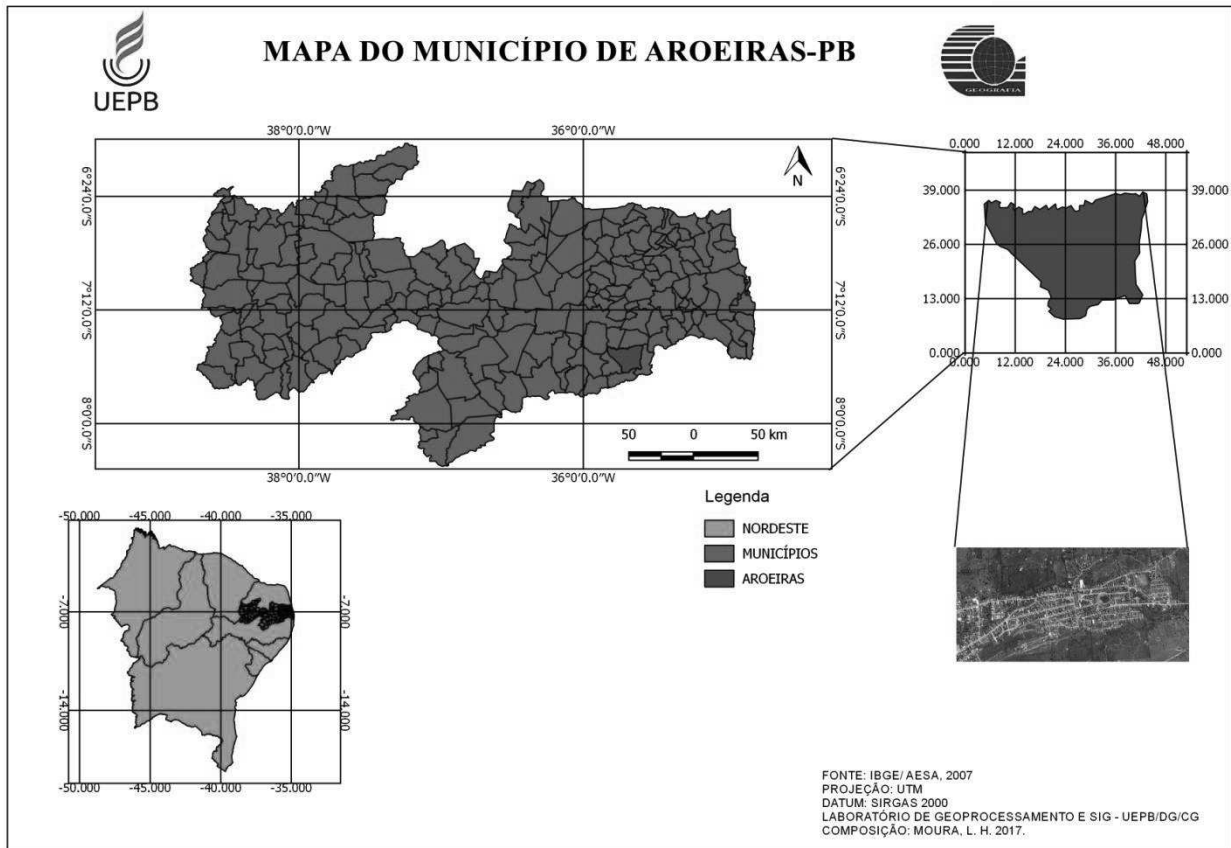 MAPA DO MUNICÍPIO DE AROEIRAS-PB
UEPB
GEOGRAFIA
38°0'0.0"W 36°0'0.0"W
6°24'0.0"S 6°24'0.0"S
7°12'0.0"S 7°12'0.0"S
8°0'0.0"S 8°0'0.0"S
N
50 0 50 km
38°0'0.0"W 36°0'0.0"W
0.000 12.000 24.000 36.000 48.000
39.000 39.000
26.000 26.000
13.000 13.000
0.000 0.000
0.000 12.000 24.000 36.000 48.000
Legenda
NORDESTE
MUNICÍPIOS
AROEIRAS
-50.000 -45.000 -40.000 -35.000
-7.000 -7.000
-14.000 -14.000
-50.000 -45.000 -40.000 -35.000
FONTE: IBGE/ AESA, 2007
PROJEÇÃO: UTM
DATUM: SIRGAS 2000
LABORATÓRIO DE GEOPROCESSAMENTO E SIG - UEPB/DG/CG
COMPOSIÇÃO: MOURA, L. H. 2017.